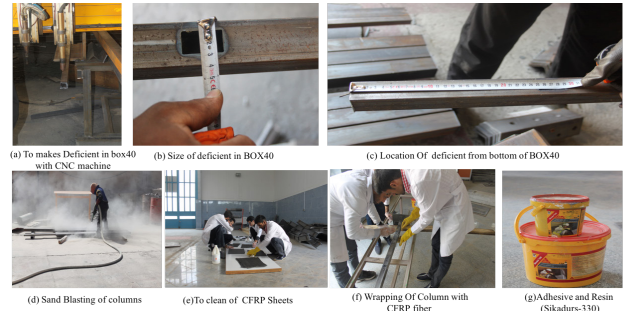 (a) To makes Deficient in box40
with CNC machine
(b) Size of deficient in BOX40
(c) Location Of deficient from bottom of BOX40
(d) Sand Blasting of columns
(e)To clean of CFRP Sheets
(f) Wrapping Of Column with
CFRP fiber
(g)Adhesive and Resin
(Sikadurs-330)